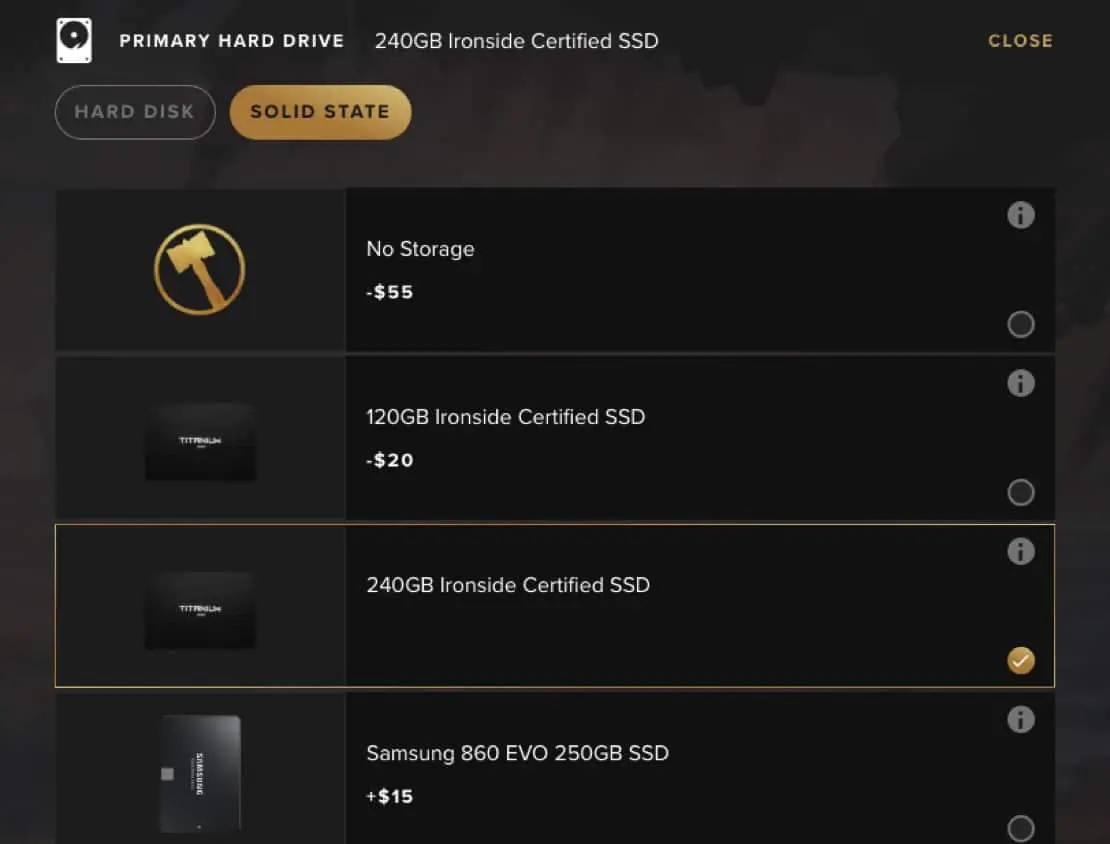 PRIMARY HARD DRIVE 240GB Ironside Certified SSD CLOSE
HARD DISK SOLID STATE
No Storage
-$55
120GB Ironside Certified SSD
TITANIUM
-$20
240GB Ironside Certified SSD
TITANIUM
Samsung 860 EVO 250GB SSD
SAMSUNG
+$15